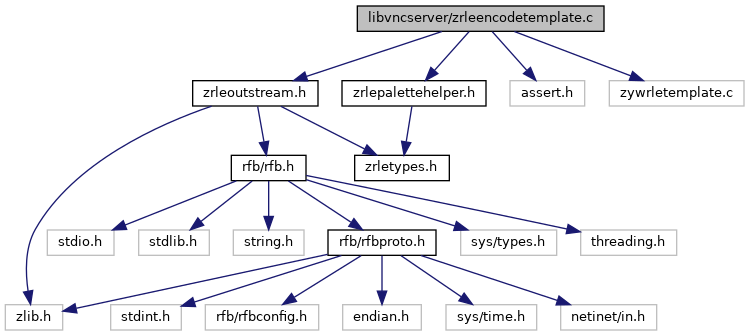 libvncserver/zrleencodetemplate.c
zrleoutstream.h
zrlepalettehelper.h
assert.h
zywrletemplate.c
rfb/rfb.h
zrletypes.h
stdio.h
stdlib.h
string.h
rfb/rfbproto.h
sys/types.h
threading.h
zlib.h
stdint.h
rfb/rfbconfig.h
endian.h
sys/time.h
netinet/in.h